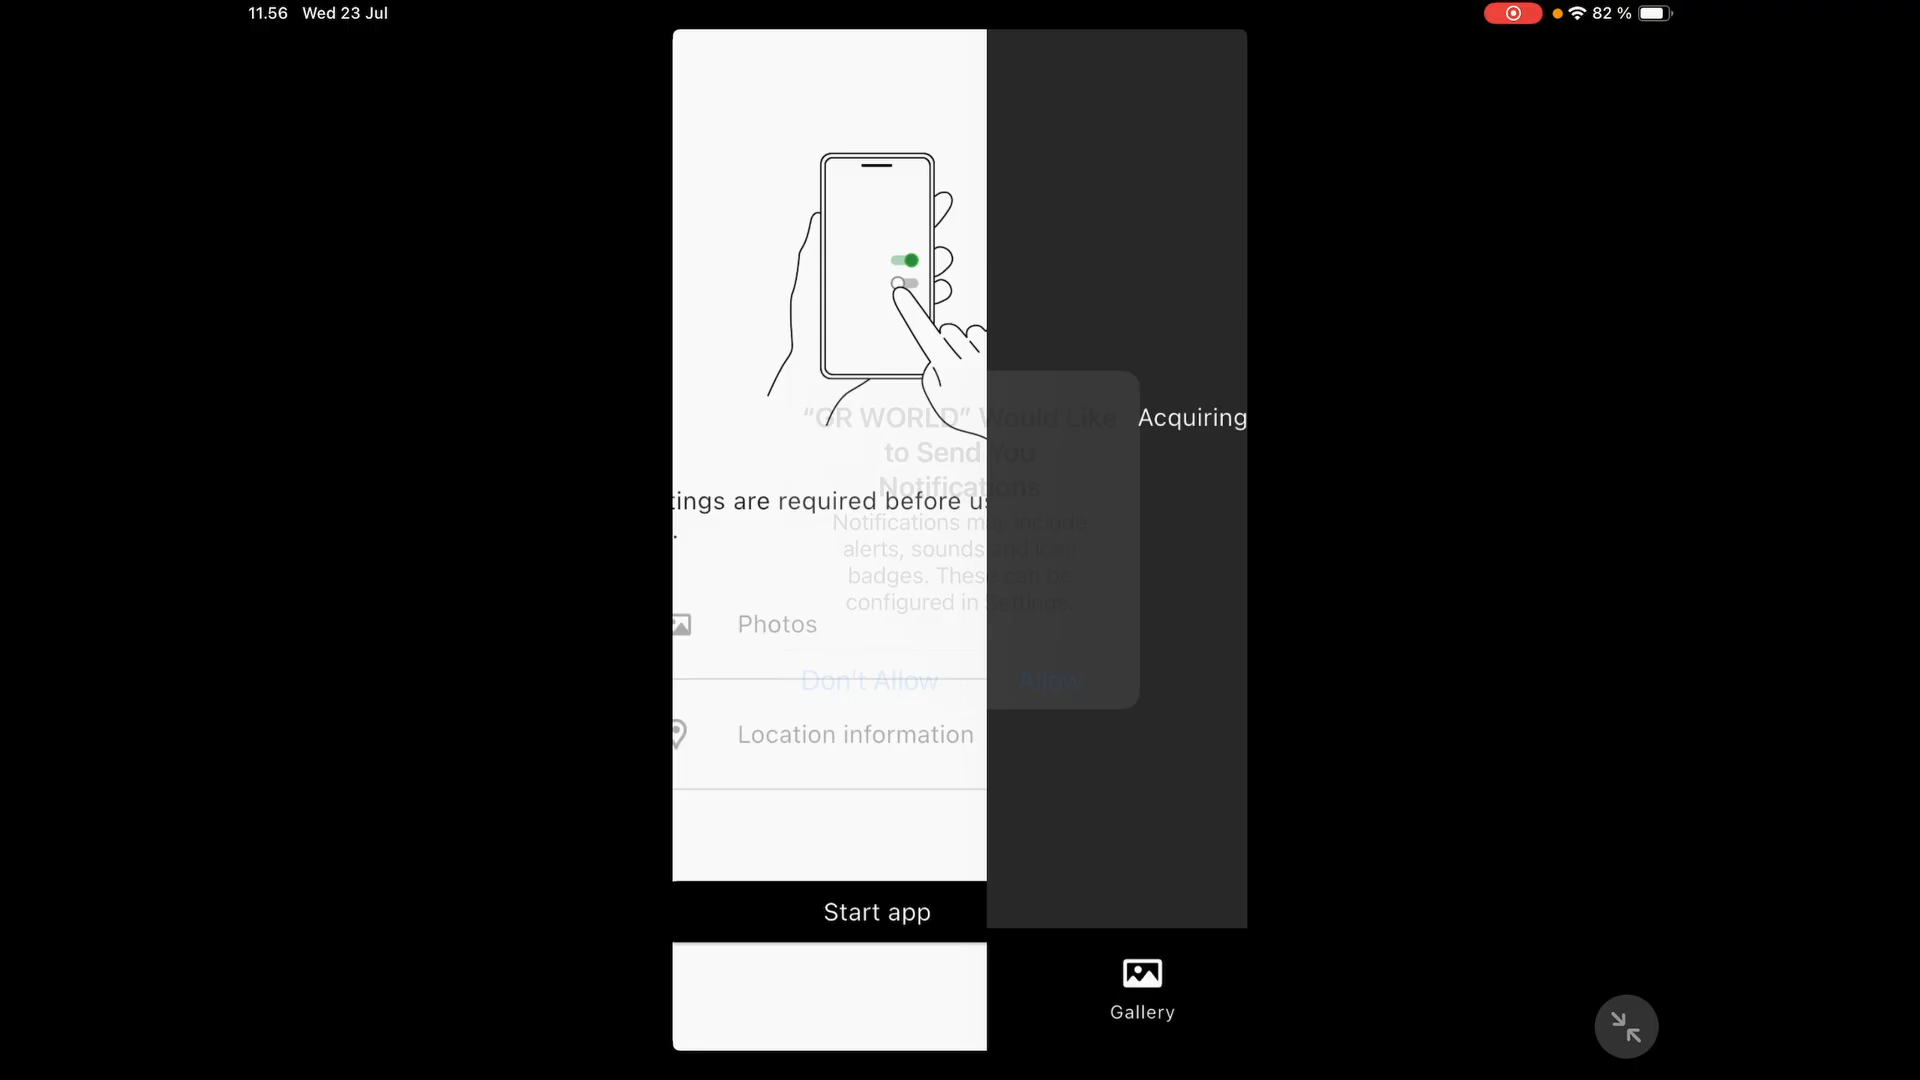 11.56 Wed 23 Jul
82 %
“GR WORLD” Would Like
to Send You
Notifications
Acquiring
tings are required before us
.
Notifications may include
alerts, sounds and icon
badges. These can be
configured in Settings.
Photos
Don't Allow
Allow
Location information
Start app
Gallery